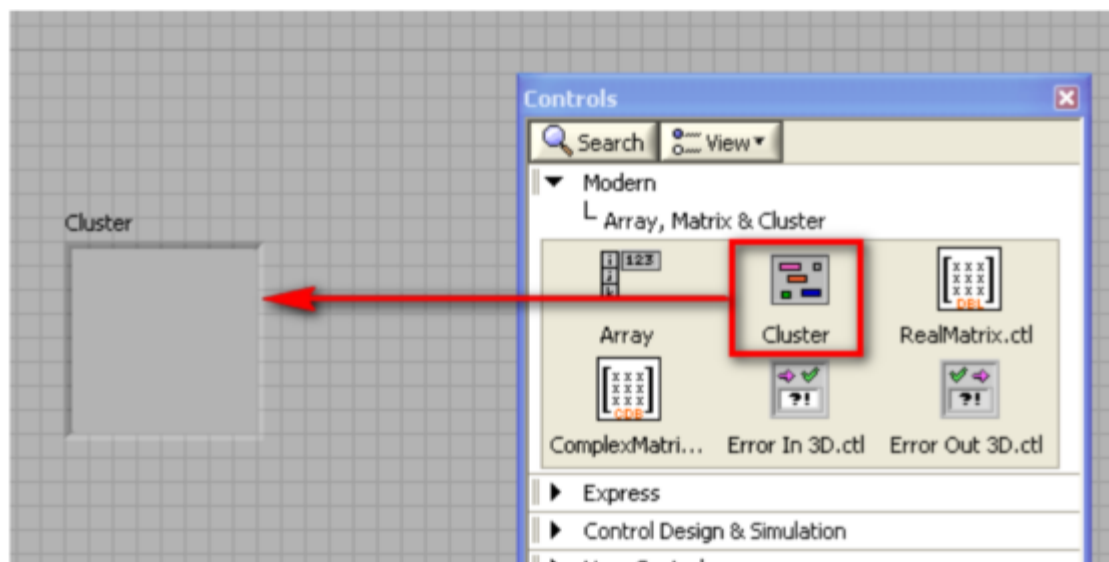 Controls
Search View
Modern
Array, Matrix & Cluster
Cluster
123
DBL
Array Cluster RealMatrix.ctl
CDB
?! ?!
ComplexMatri... Error In 3D.ctl Error Out 3D.ctl
Express
Control Design & Simulation